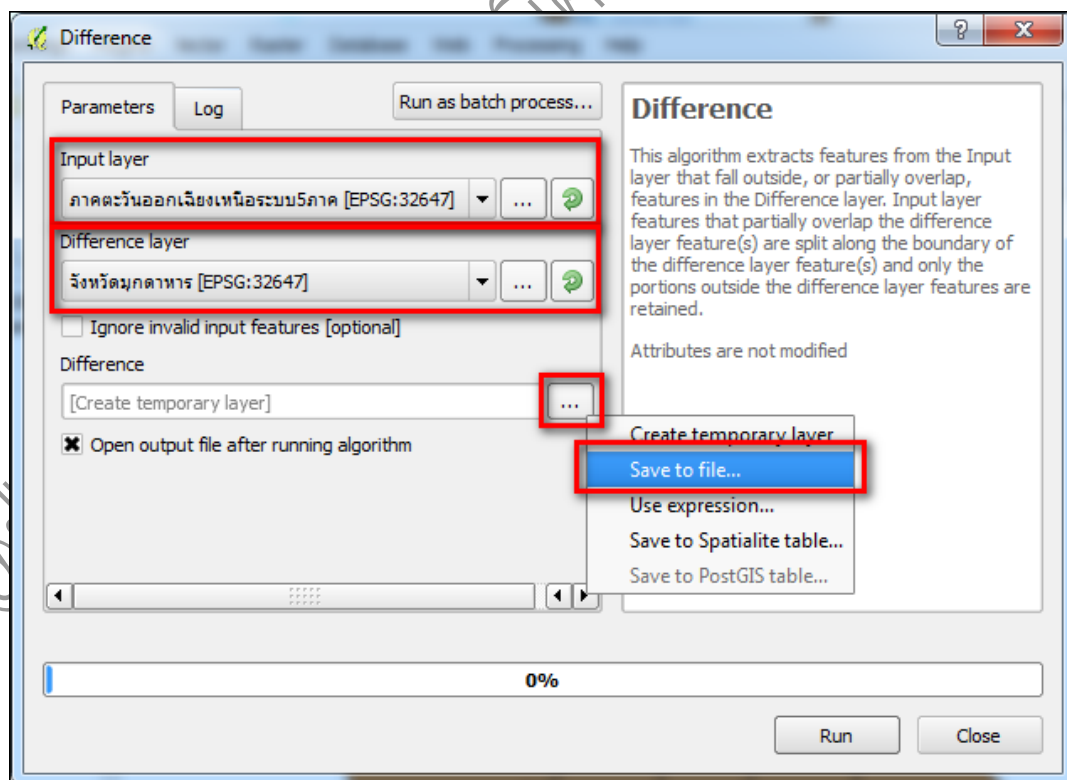 Difference
Parameters
Log
Run as batch process...
Input layer
ภาคตะวันออกเฉียงเหนือระบบ5ภาค [EPSG:32647]
...
Difference layer
จังหวัดมุกดาหาร [EPSG:32647]
...
Ignore invalid input features [optional]
Difference
[Create temporary layer]
...
Open output file after running algorithm
Create temporary layer
Save to file...
Use expression...
Save to Spatialite table...
Save to PostGIS table...
Difference
This algorithm extracts features from the Input
layer that fall outside, or partially overlap,
features in the Difference layer. Input layer
features that partially overlap the difference
layer feature(s) are split along the boundary of
the difference layer feature(s) and only the
portions outside the difference layer features are
retained.
Attributes are not modified
0%
Run
Close